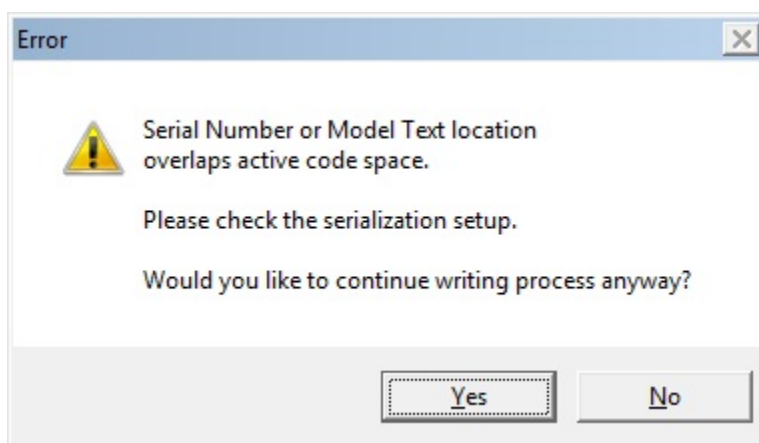 Error
Serial Number or Model Text location
overlaps active code space.
Please check the serialization setup.
Would you like to continue writing process anyway?
Yes
No